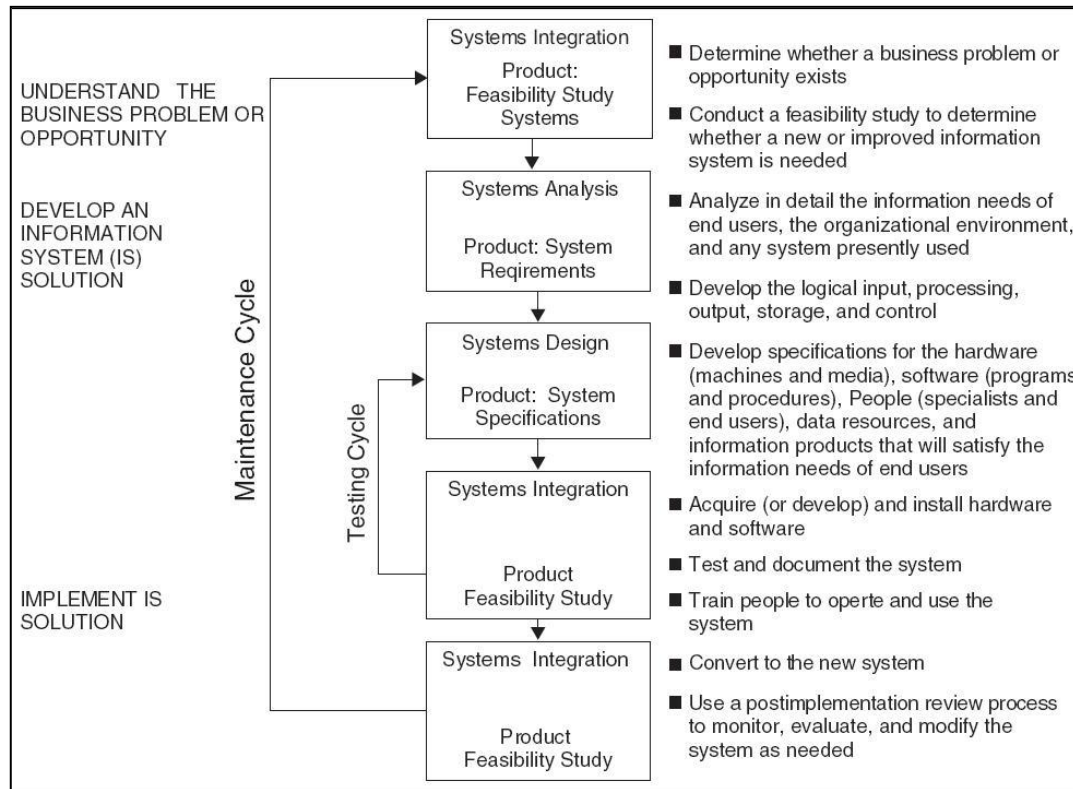 UNDERSTAND THE
BUSINESS PROBLEM OR
OPPORTUNITY
DEVELOP AN
INFORMATION
SYSTEM (IS)
SOLUTION
IMPLEMENT IS
SOLUTION
Maintenance Cycle
Testing Cycle
Systems Integration
Product:
Feasibility Study
Systems
Systems Analysis
Product: System
Reqirements
Systems Design
Product: System
Specifications
Systems Integration
Product
Feasibility Study
Systems Integration
Product
Feasibility Study
■ Determine whether a business problem or
opportunity exists
■ Conduct a feasibility study to determine
whether a new or improved information
system is needed
■ Analyze in detail the information needs of
end users, the organizational environment,
and any system presently used
■ Develop the logical input, processing,
output, storage, and control
■ Develop specifications for the hardware
(machines and media), software (programs
and procedures), People (specialists and
end users), data resources, and
information products that will satisfy the
information needs of end users
■ Acquire (or develop) and install hardware
and software
■ Test and document the system
■ Train people to operte and use the
system
■ Convert to the new system
■ Use a postimplementation review process
to monitor, evaluate, and modify the
system as needed